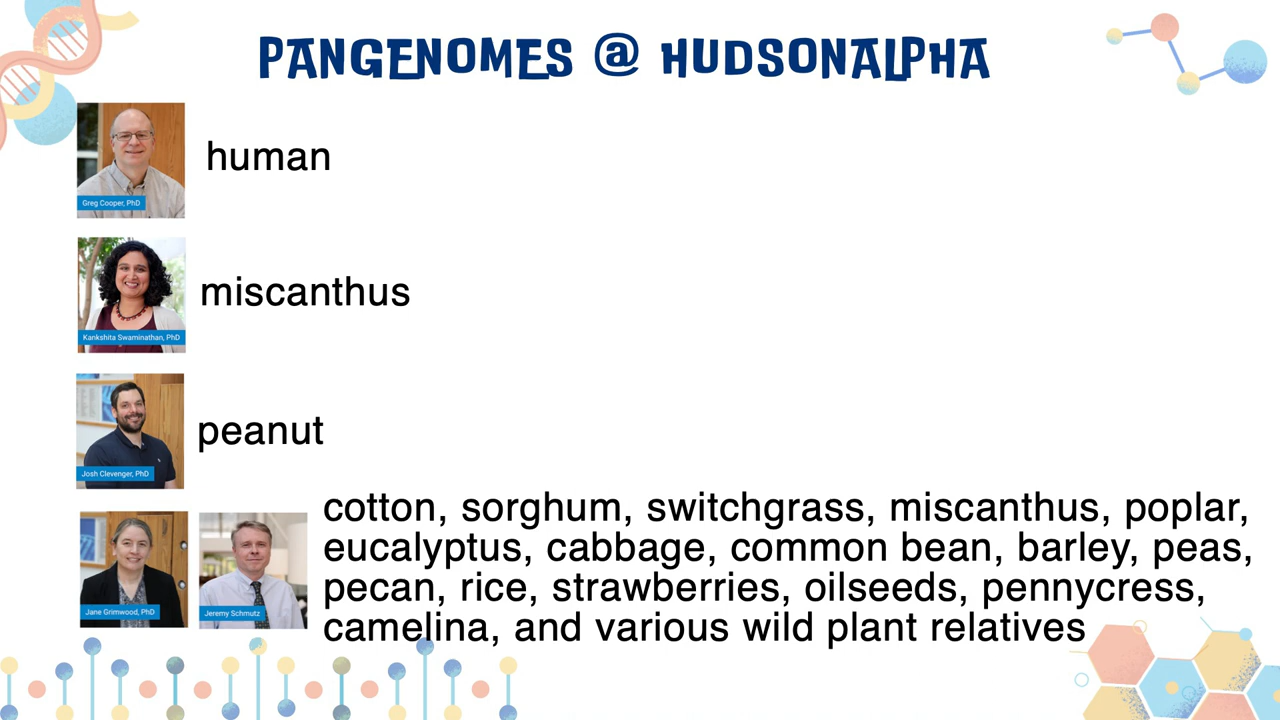 PANGENOMES @ HUDSONALPHA
Greg Cooper, PhD
human
Kankshita Swaminathan, PhD
miscanthus
Josh Clevenger, PhD
peanut
Jane Grimwood, PhD
Jeremy Schmutz
cotton, sorghum, switchgrass, miscanthus, poplar,
eucalyptus, cabbage, common bean, barley, peas,
pecan, rice, strawberries, oilseeds, pennycress,
camelina, and various wild plant relatives